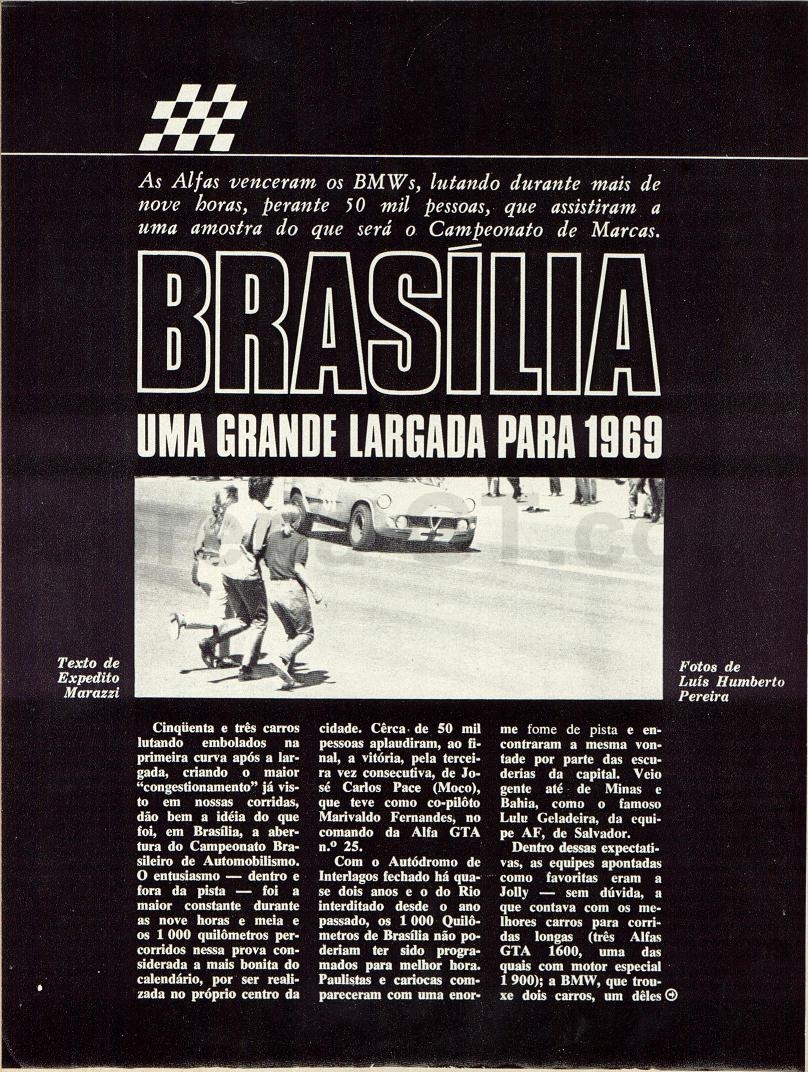 As Alfas venceram os BMWs, lutando durante mais de
nove horas, perante 50 mil pessoas, que assistiram a
uma amostra do que será o Campeonato de Marcas.
BRASÍLIA
UMA GRANDE LARGADA PARA 1969
Texto de
Expedito
Marazzi
Fotos de
Luís Humberto
Pereira
Cinqüenta e três carros
lutando embolados na
primeira curva após a lar-
gada, criando o maior
“congestionamento” já vis-
to em nossas corridas,
dão bem a idéia do que
foi, em Brasília, a aber-
tura do Campeonato Bra-
sileiro de Automobilismo.
O entusiasmo — dentro e
fora da pista — foi a
maior constante durante
as nove horas e meia e
os 1 000 quilômetros per-
corridos nessa prova con-
siderada a mais bonita do
calendário, por ser reali-
zada no próprio centro da
cidade. Cêrca de 50 mil
pessoas aplaudiram, ao fi-
nal, a vitória, pela tercei-
ra vez consecutiva, de Jo-
sé Carlos Pace (Moco),
que teve como co-pilôto
Marivaldo Fernandes, no
comando da Alfa GTA
n.º 25.
Com o Autódromo de
Interlagos fechado há qua-
se dois anos e o do Rio
interditado desde o ano
passado, os 1 000 Quilô-
metros de Brasília não po-
deriam ter sido progra-
mados para melhor hora.
Paulistas e cariocas com-
pareceram com uma enor-
me fome de pista e en-
contraram a mesma von-
tade por parte das escu-
derias da capital. Veio
gente até de Minas e
Bahia, como o famoso
Lulu Geladeira, da equi-
pe AF, de Salvador.
Dentro dessas expectati-
vas, as equipes apontadas
como favoritas eram a
Jolly — sem dúvida, a
que contava com os me-
lhores carros para corri-
das longas (três Alfas
GTA 1600, uma das
quais com motor especial
1 900); a BMW, que trou-
xe dois carros, um dêles